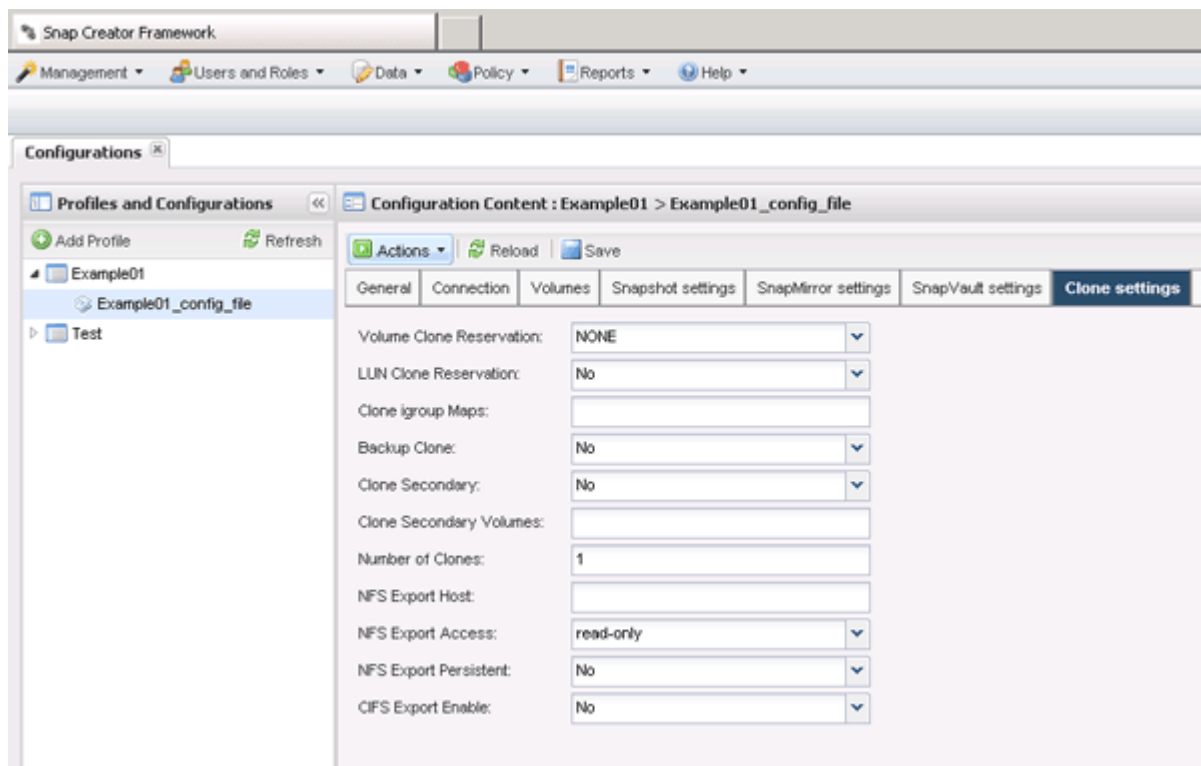 Snap Creator Framework
Management Users and Roles Data Policy Reports Help
Configurations
Profiles and Configurations
Add Profile Refresh
Example01
Example01_config_file
Test
Configuration Content : Example01 > Example01_config_file
Actions Reload Save
General Connection Volumes Snapshot settings SnapMirror settings SnapVault settings Clone settings
Volume Clone Reservation: NONE
LUN Clone Reservation: No
Clone igroup Maps:
Backup Clone: No
Clone Secondary: No
Clone Secondary Volumes:
Number of Clones: 1
NFS Export Host:
NFS Export Access: read-only
NFS Export Persistent: No
CIFS Export Enable: No